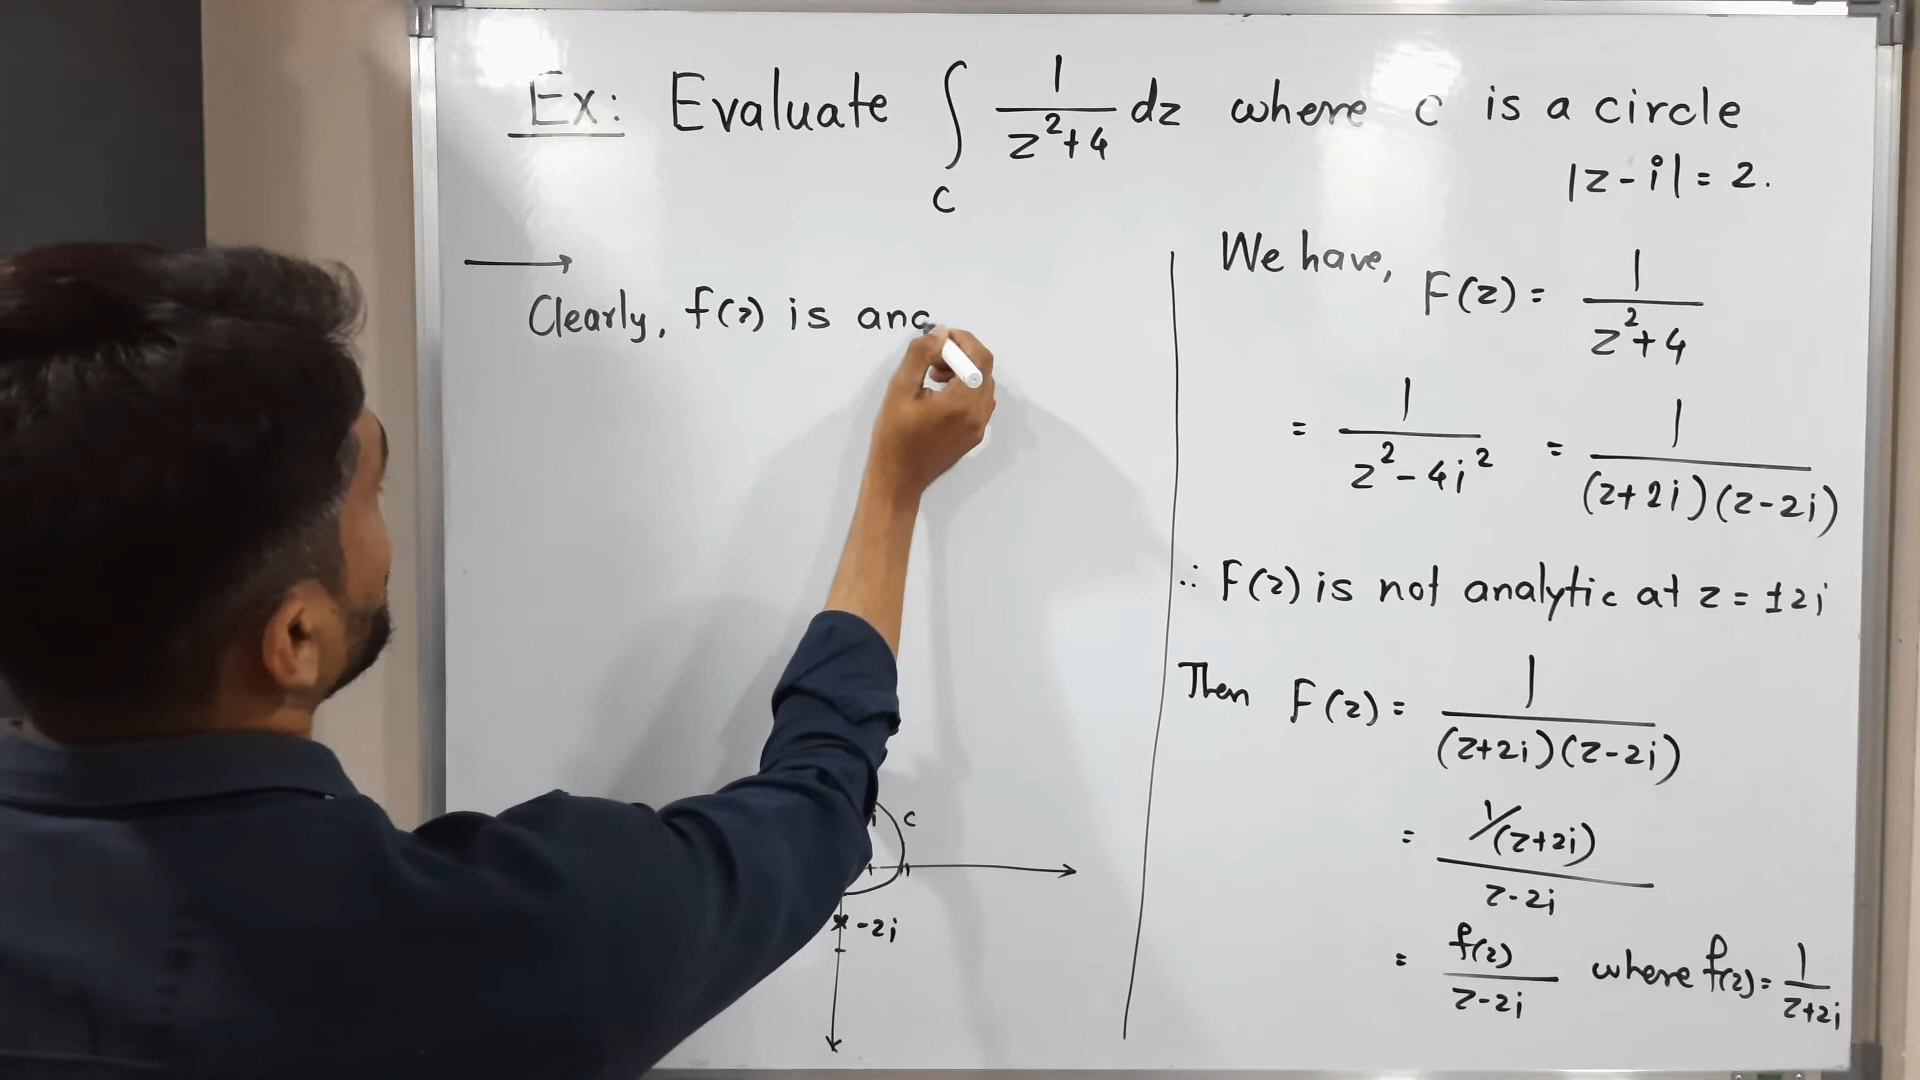 Ex: Evaluate ∫_C 1/(z²+4) dz where c is a circle
|z-i| = 2.
Clearly, f(z) is ana
c
-2i
We have, F(z) = 1/(z²+4)
= 1/(z²-4i²) = 1/((z+2i)(z-2i))
∴ F(z) is not analytic at z = ±2i
Then F(z) = 1/((z+2i)(z-2i))
= (1/(z+2i))/(z-2i)
= f(z)/(z-2i) where f(z) = 1/(z+2i)